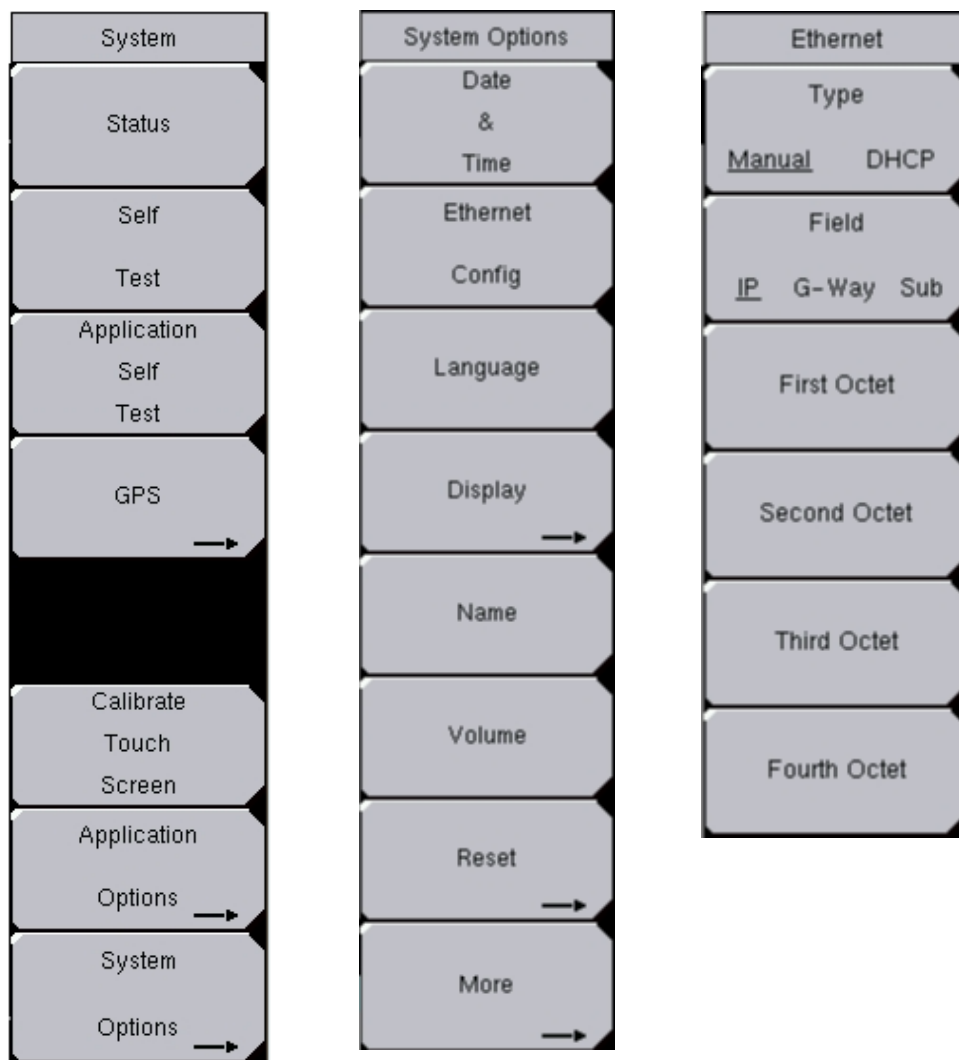 System
Status
Self
Test
Application
Self
Test
GPS
Calibrate
Touch
Screen
Application
Options
System
Options
System Options
Date
&
Time
Ethernet
Config
Language
Display
Name
Volume
Reset
More
Ethernet
Type
Manual DHCP
Field
IP G-Way Sub
First Octet
Second Octet
Third Octet
Fourth Octet